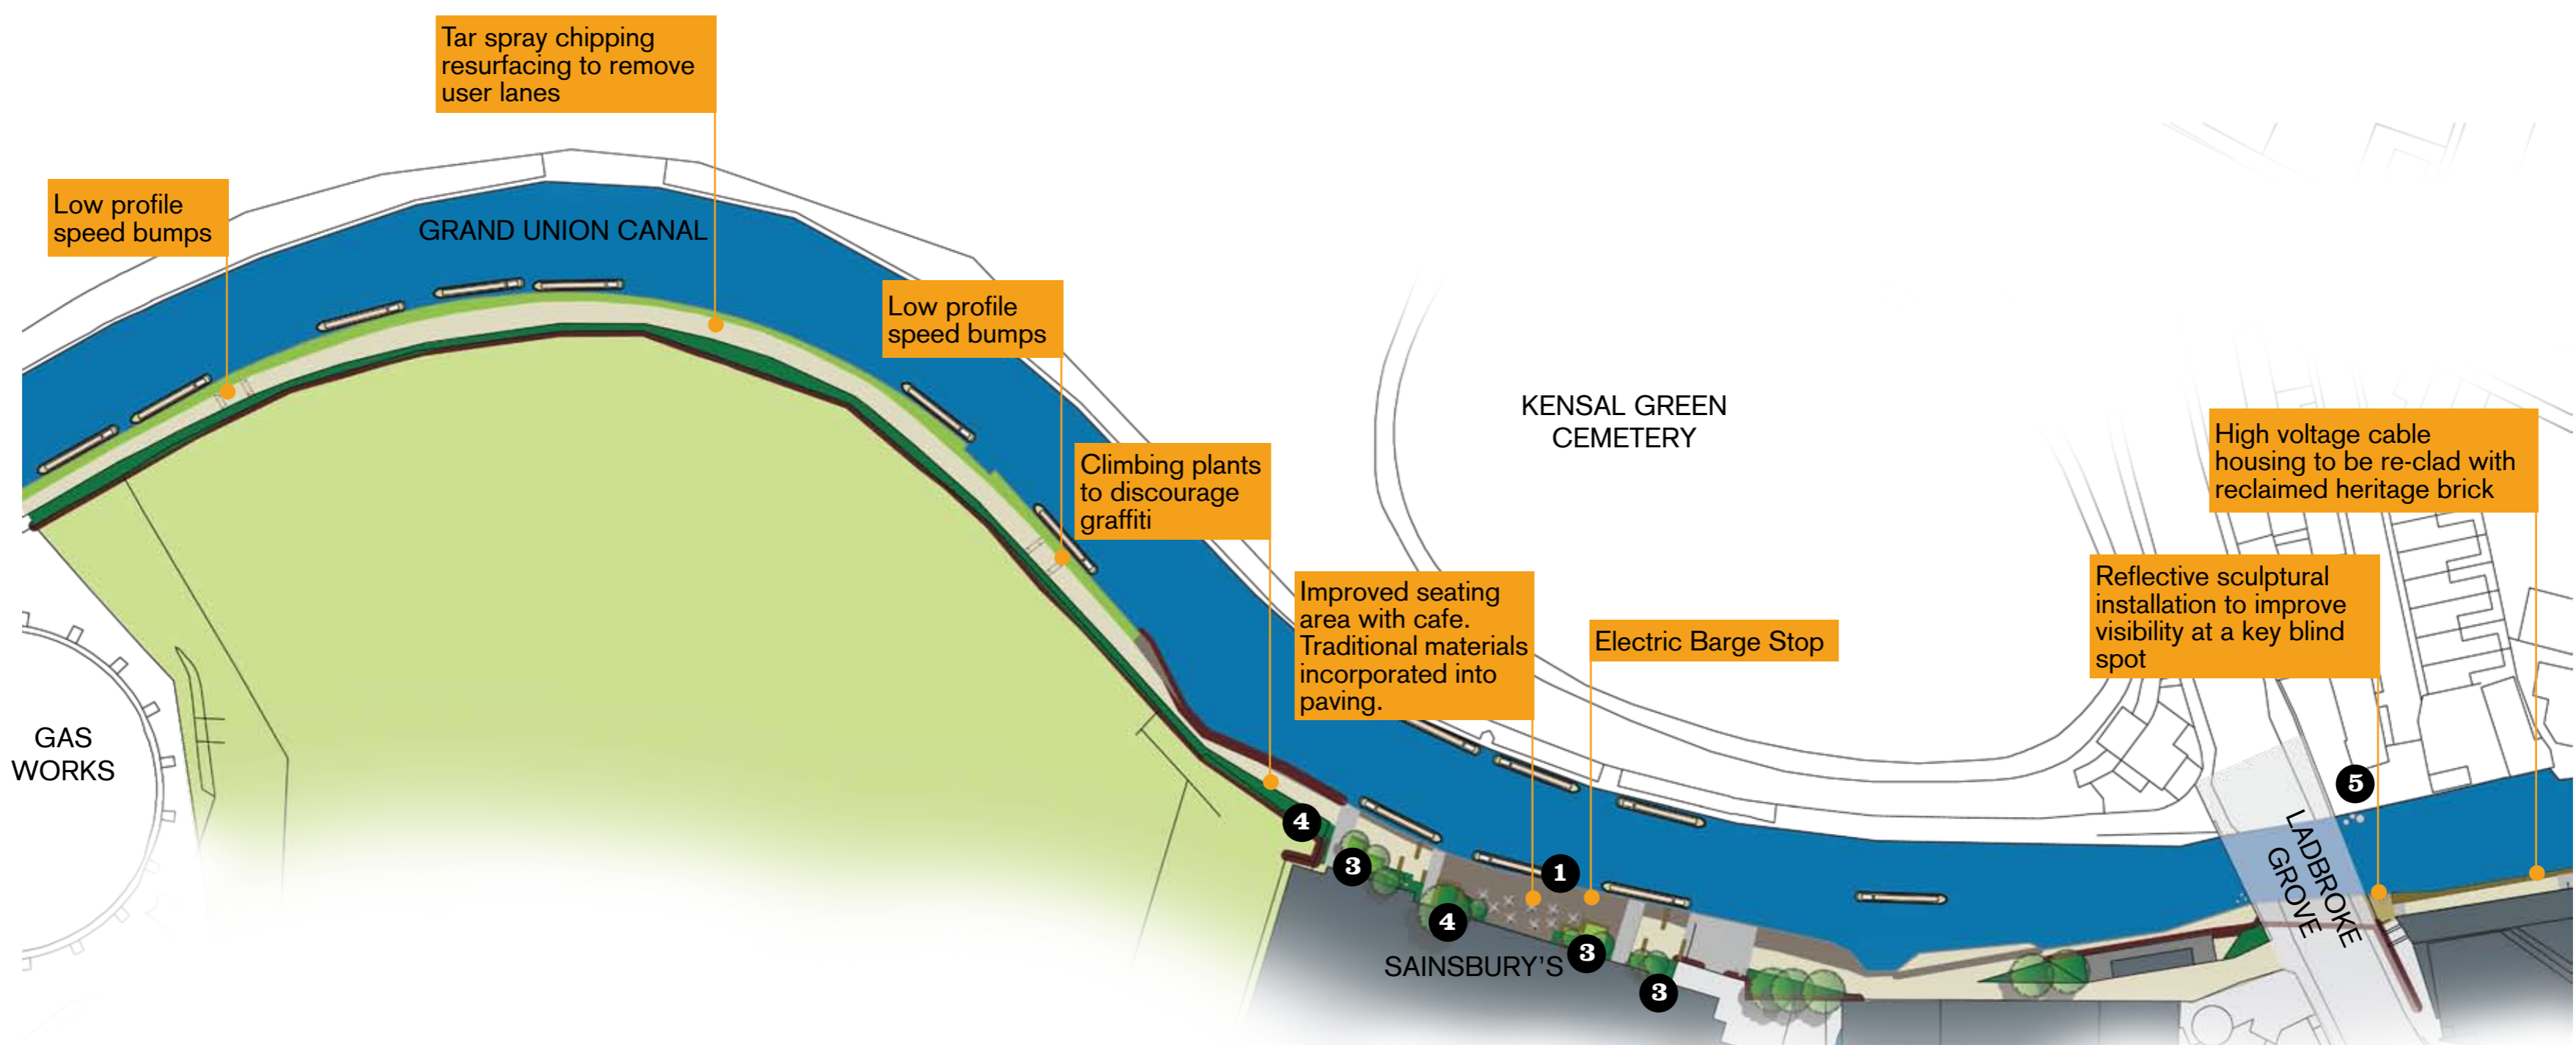 Tar spray chipping
resurfacing to remove
user lanes
Low profile
speed bumps
GRAND UNION CANAL
Low profile
speed bumps
KENSAL GREEN
CEMETERY
High voltage cable
housing to be re-clad with
reclaimed heritage brick
Climbing plants
to discourage
graffiti
Reflective sculptural
installation to improve
visibility at a key blind
spot
Improved seating
area with cafe.
Traditional materials
incorporated into
paving.
Electric Barge Stop
GAS
WORKS
5
4
LADBROKE
GROVE
3
1
4
3
SAINSBURY'S
3